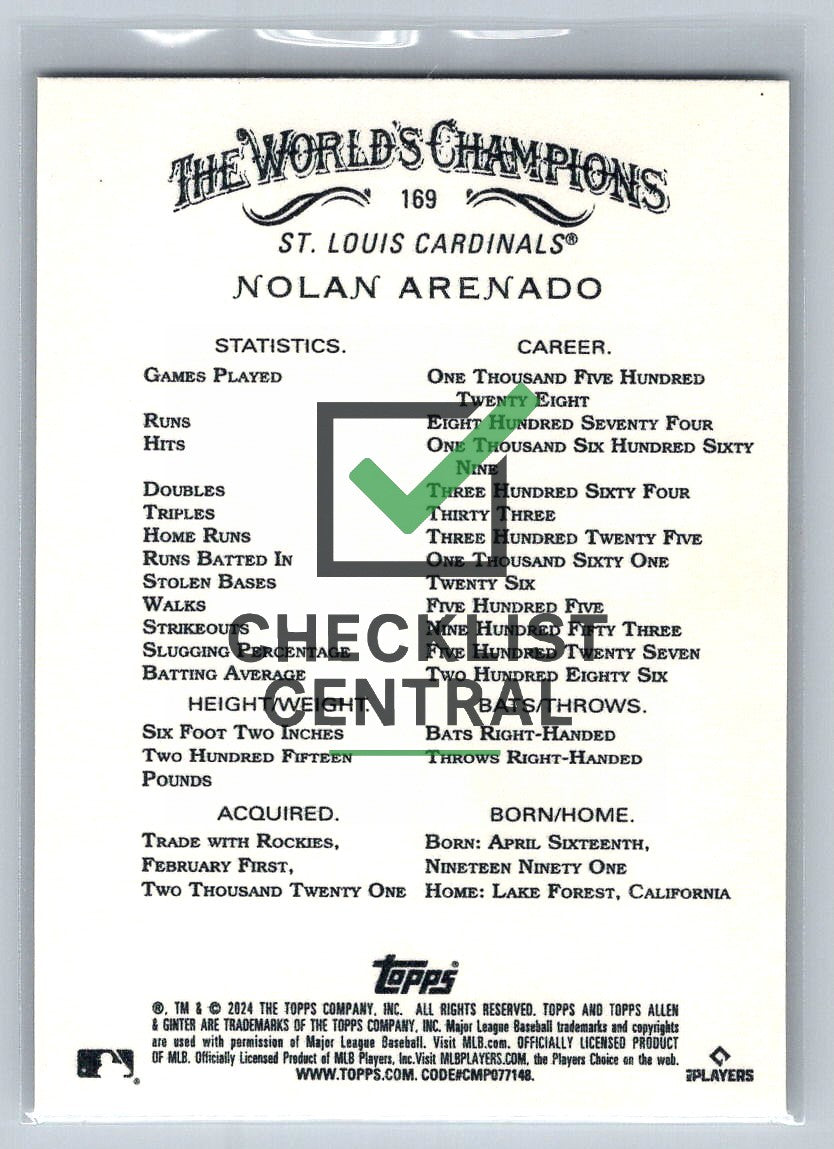 THE WORLD'S CHAMPIONS
169
ST. LOUIS CARDINALS®
NOLAN ARENADO
STATISTICS. CAREER.
GAMES PLAYED ONE THOUSAND FIVE HUNDRED
TWENTY EIGHT
RUNS EIGHT HUNDRED SEVENTY FOUR
HITS ONE THOUSAND SIX HUNDRED SIXTY
NINE
DOUBLES THREE HUNDRED SIXTY FOUR
TRIPLES THIRTY THREE
HOME RUNS THREE HUNDRED TWENTY FIVE
RUNS BATTED IN ONE THOUSAND SIXTY ONE
STOLEN BASES TWENTY SIX
WALKS FIVE HUNDRED FIVE
STRIKEOUTS NINE HUNDRED FIFTY THREE
SLUGGING PERCENTAGE FIVE HUNDRED TWENTY SEVEN
BATTING AVERAGE TWO HUNDRED EIGHTY SIX
CHECKLIST
CENTRAL
HEIGHT/WEIGHT. BATS/THROWS.
SIX FOOT TWO INCHES BATS RIGHT-HANDED
TWO HUNDRED FIFTEEN THROWS RIGHT-HANDED
POUNDS
ACQUIRED. BORN/HOME.
TRADE WITH ROCKIES, BORN: APRIL SIXTEENTH,
FEBRUARY FIRST, NINETEEN NINETY ONE
TWO THOUSAND TWENTY ONE HOME: LAKE FOREST, CALIFORNIA
topps®
®, TM & © 2024 THE TOPPS COMPANY, INC. ALL RIGHTS RESERVED. TOPPS AND TOPPS ALLEN
& GINTER ARE TRADEMARKS OF THE TOPPS COMPANY, INC. Major League Baseball trademarks and copyrights
are used with permission of Major League Baseball. Visit MLB.com. OFFICIALLY LICENSED PRODUCT
OF MLB. Officially Licensed Product of MLB Players, Inc.Visit MLBPLAYERS.COM, the Players Choice on the web.
WWW.TOPPS.COM. CODE#CMP077148.
MLB PLAYERS